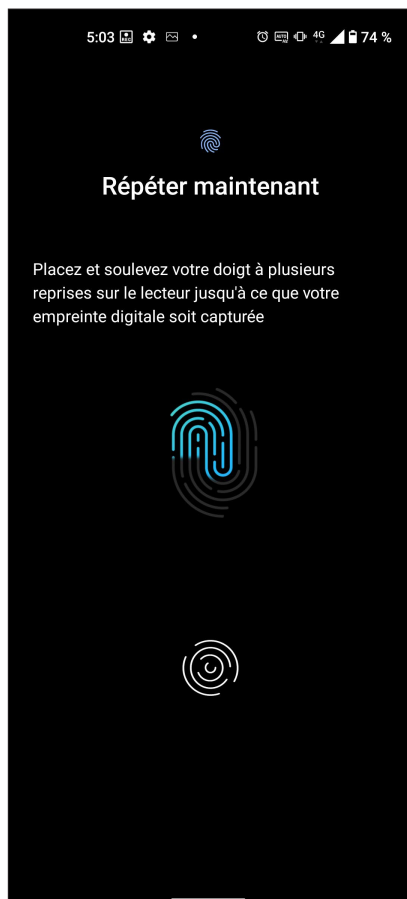 5:03 4G 74 %
Répéter maintenant
Placez et soulevez votre doigt à plusieurs
reprises sur le lecteur jusqu'à ce que votre
empreinte digitale soit capturée